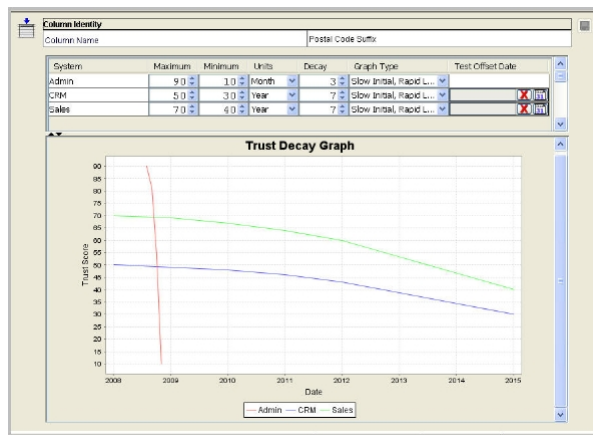 Column Identity
Column Name Postal Code Suffix
System Maximum Minimum Units Decay Graph Type Test Offset Date
Admin 90 10 Month 3 Slow Initial, Rapid L...
CRM 50 30 Year 7 Slow Initial, Rapid L...
Sales 70 40 Year 7 Slow Initial, Rapid L...
Trust Decay Graph
90
85
80
75
70
65
60
55
50
45
40
35
30
25
20
15
10
Trust Score
2008 2009 2010 2011 2012 2013 2014 2015
Date
Admin CRM Sales